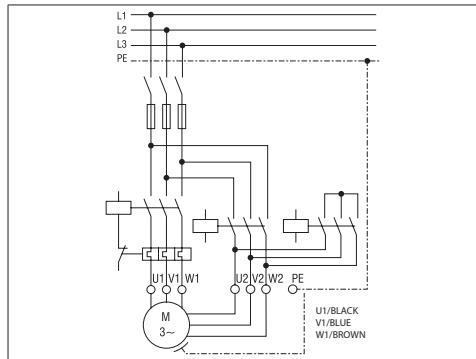 L1
L2
L3
PE
U1 V1 W1 U2 V2 W2 PE
M
3~
U1/BLACK
V1/BLUE
W1/BROWN